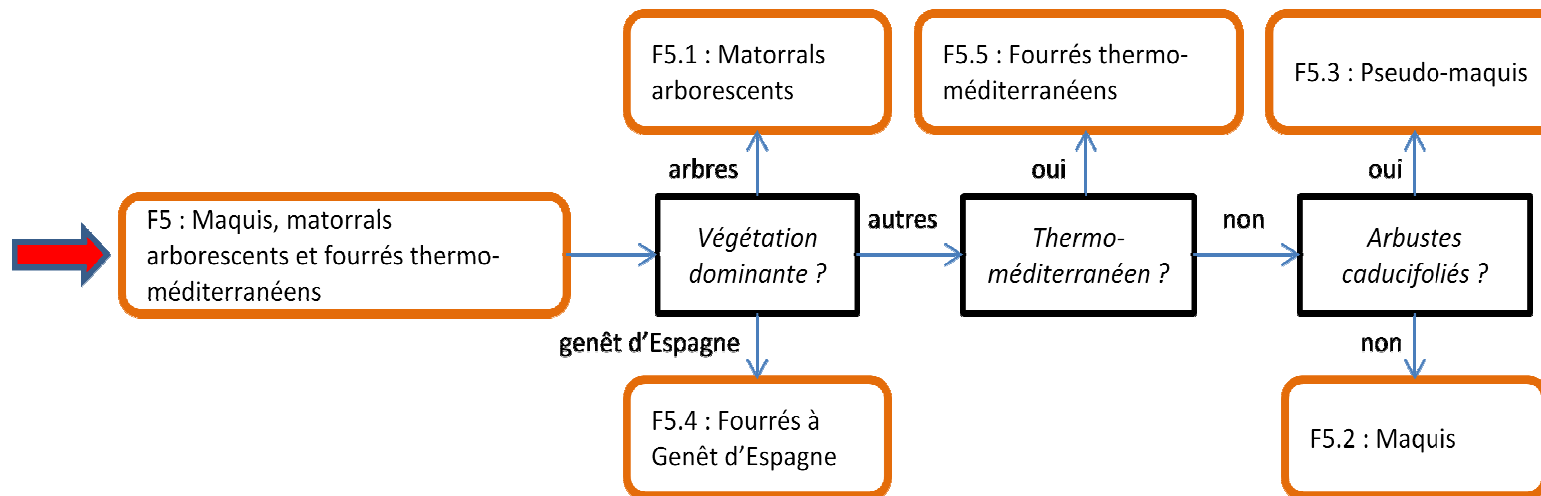 F5.1 : Matorrals
arborescents
F5.5 : Fourrés thermo-
méditerranéens
F5.3 : Pseudo-maquis
arbres
oui
oui
F5 : Maquis, matorrals
arborescents et fourrés thermo-
méditerranéens
Végétation
dominante ?
autres
Thermo-
méditerranéen ?
non
Arbustes
caducifoliés ?
genêt d’Espagne
non
F5.4 : Fourrés à
Genêt d’Espagne
F5.2 : Maquis